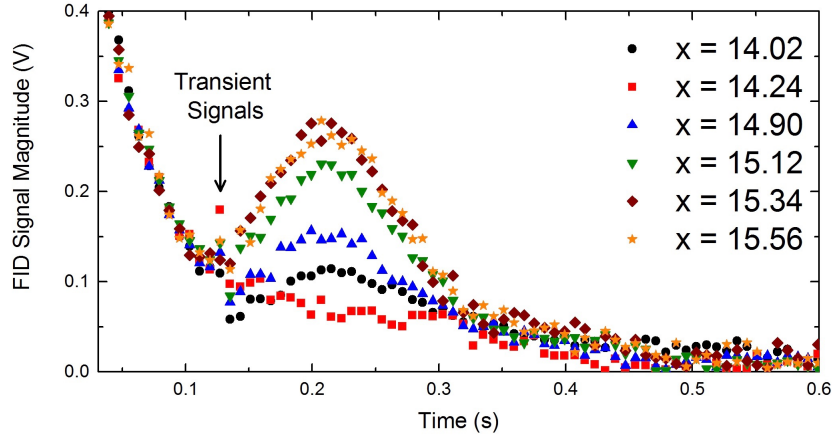 0.4
0.3
0.2
0.1
0.0
FID Signal Magnitude (V)
Transient
Signals
x = 14.02
x = 14.24
x = 14.90
x = 15.12
x = 15.34
x = 15.56
0.1 0.2 0.3 0.4 0.5 0.6
Time (s)